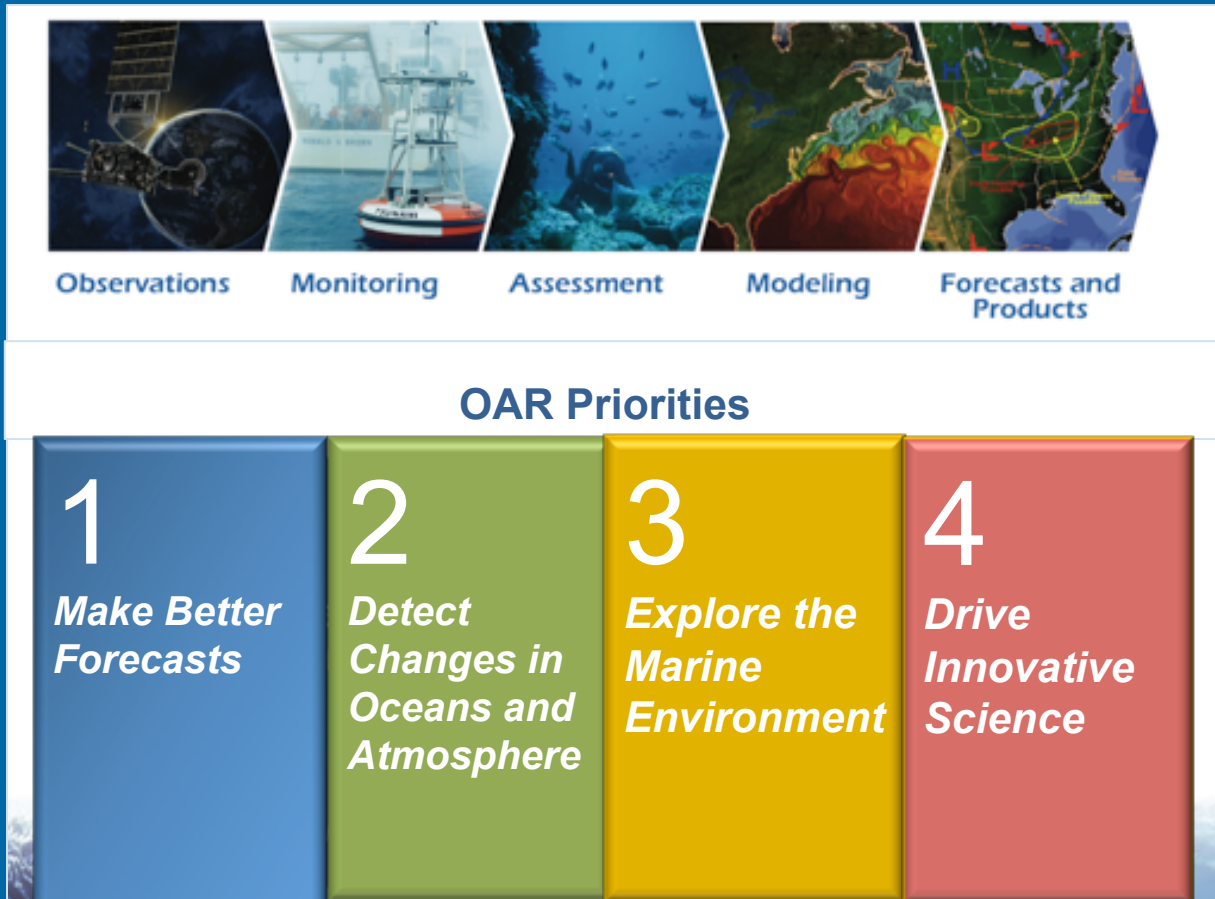 Observations
Monitoring
Assessment
Modeling
Forecasts and
Products
OAR Priorities
1
Make Better
Forecasts
2
Detect
Changes in
Oceans and
Atmosphere
3
Explore the
Marine
Environment
4
Drive
Innovative
Science